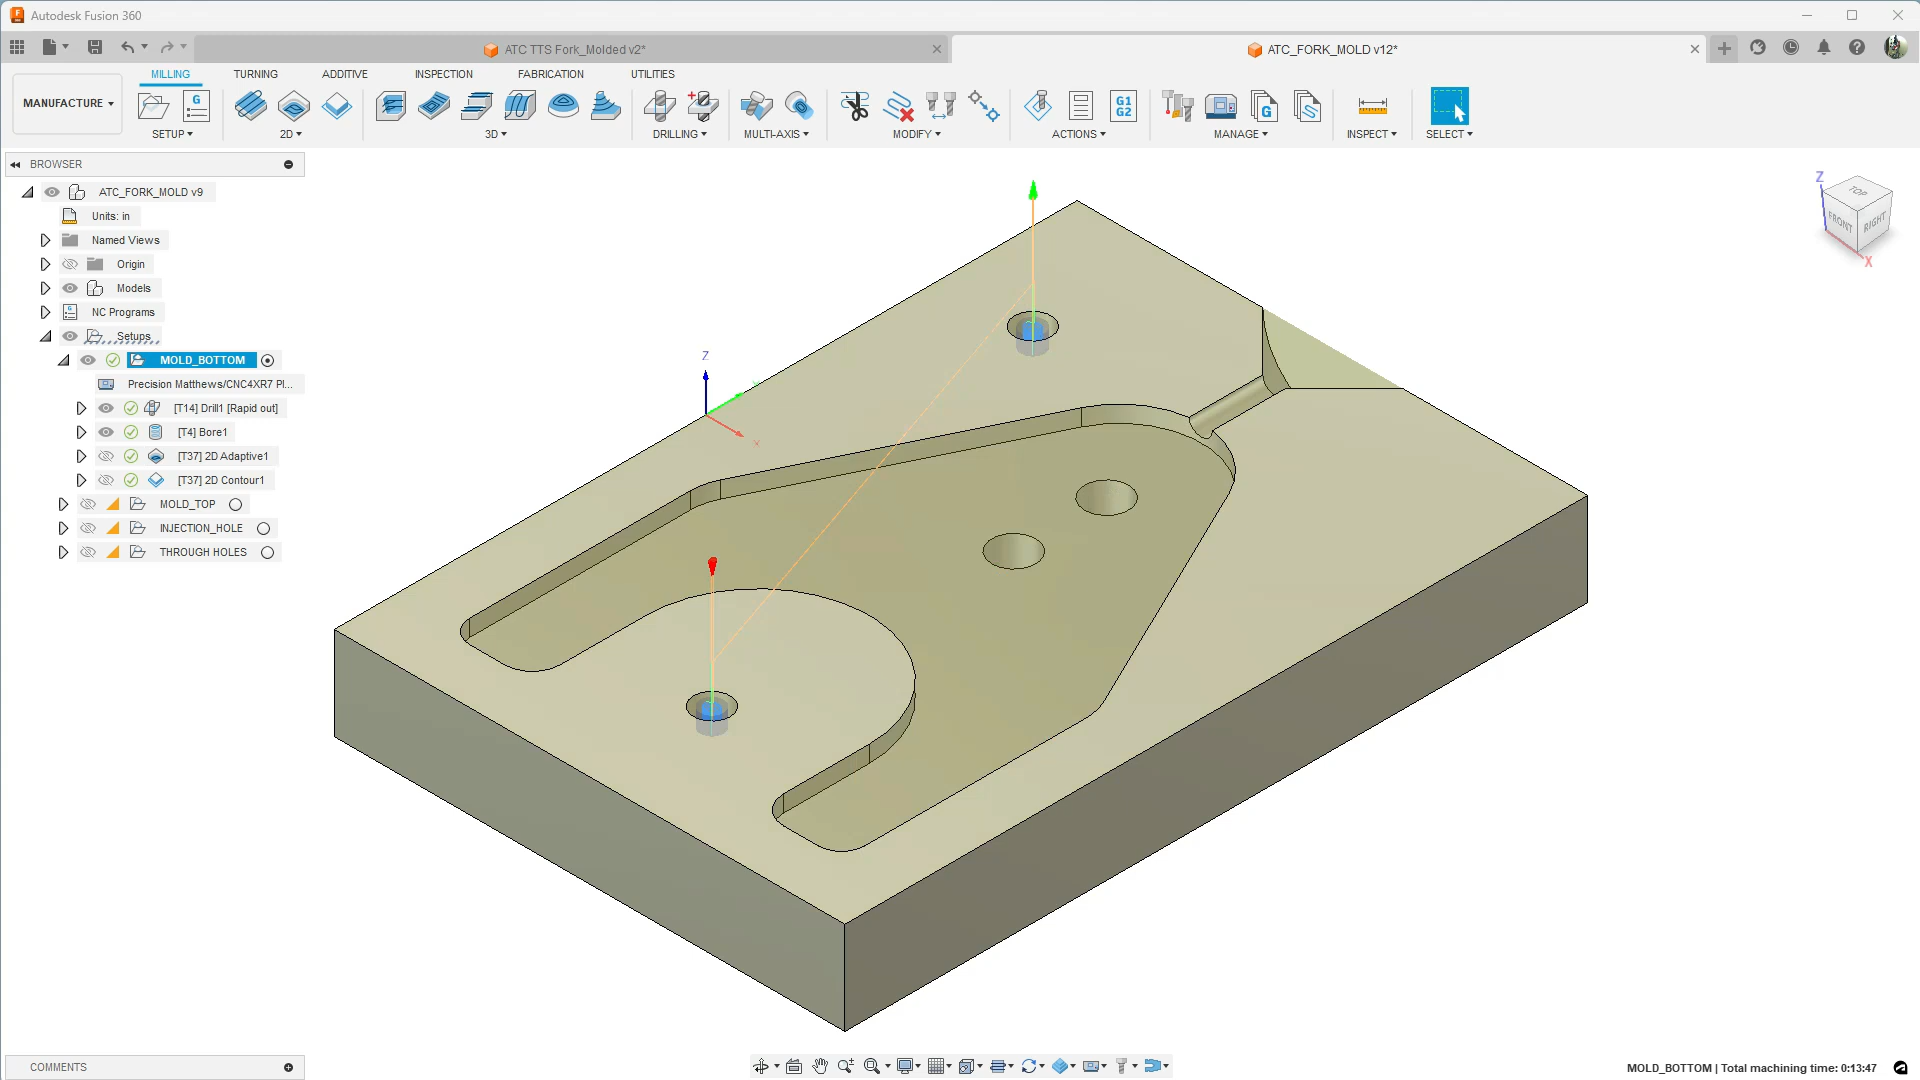 Autodesk Fusion 360
ATC TTS Fork_Molded v2*
ATC_FORK_MOLD v12*
MILLING
TURNING
ADDITIVE
INSPECTION
FABRICATION
UTILITIES
MANUFACTURE
G
G1
G2
G
SETUP
2D
3D
DRILLING
MULTI-AXIS
MODIFY
ACTIONS
MANAGE
INSPECT
SELECT
BROWSER
ATC_FORK_MOLD v9
Units: in
Named Views
Origin
Models
NC Programs
Setups
MOLD_BOTTOM
Precision Matthews/CNC4XR7 Pl...
[T14] Drill1 [Rapid out]
[T4] Bore1
[T37] 2D Adaptive1
[T37] 2D Contour1
MOLD_TOP
INJECTION_HOLE
THROUGH HOLES
Z
X
Z
TOP
FRONT
RIGHT
X
COMMENTS
MOLD_BOTTOM | Total machining time: 0:13:47